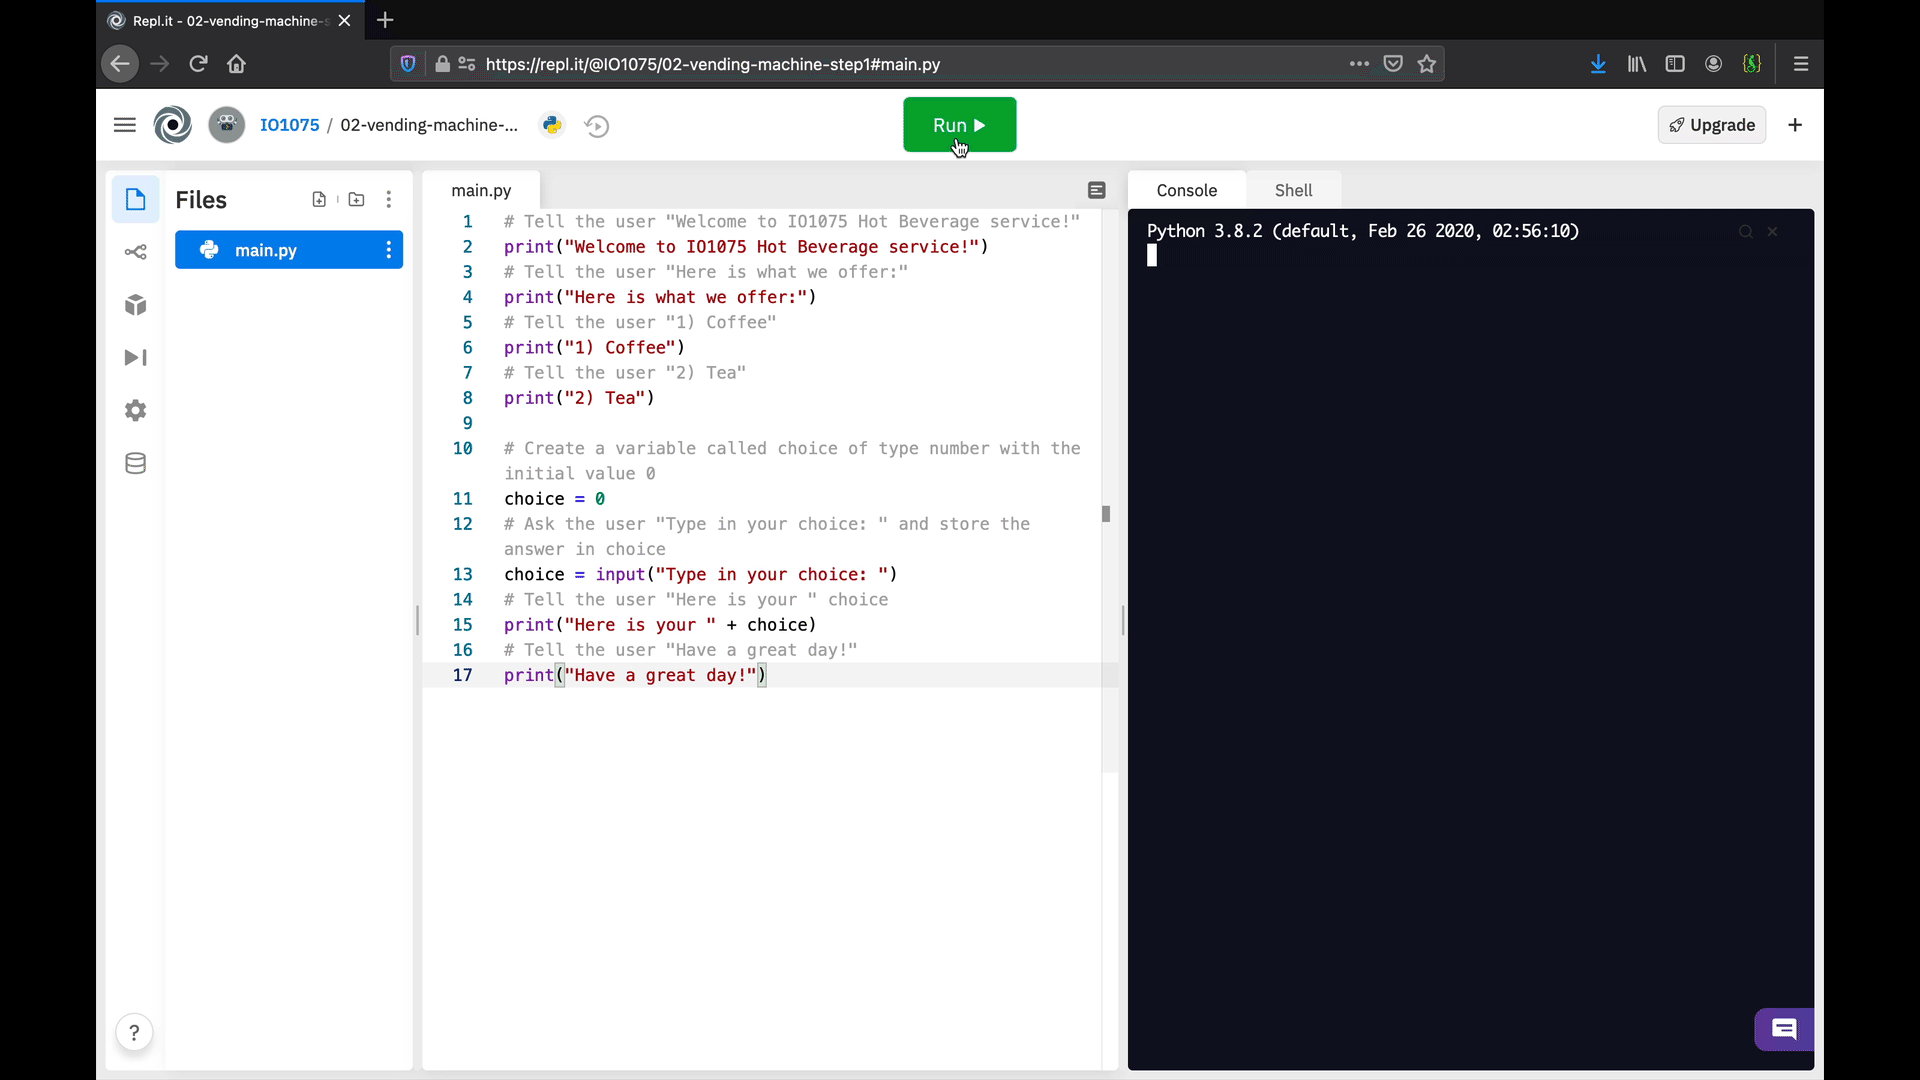 Repl.it - 02-vending-machine-s
https://repl.it/@IO1075/02-vending-machine-step1#main.py
IO1075 / 02-vending-machine-...
Run
Upgrade
Files
main.py
main.py
1 # Tell the user "Welcome to IO1075 Hot Beverage service!"
2 print("Welcome to IO1075 Hot Beverage service!")
3 # Tell the user "Here is what we offer:"
4 print("Here is what we offer:")
5 # Tell the user "1) Coffee"
6 print("1) Coffee")
7 # Tell the user "2) Tea"
8 print("2) Tea")
9
10 # Create a variable called choice of type number with the
initial value 0
11 choice = 0
12 # Ask the user "Type in your choice: " and store the
answer in choice
13 choice = input("Type in your choice: ")
14 # Tell the user "Here is your " choice
15 print("Here is your " + choice)
16 # Tell the user "Have a great day!"
17 print("Have a great day!")
Console
Shell
Python 3.8.2 (default, Feb 26 2020, 02:56:10)
?